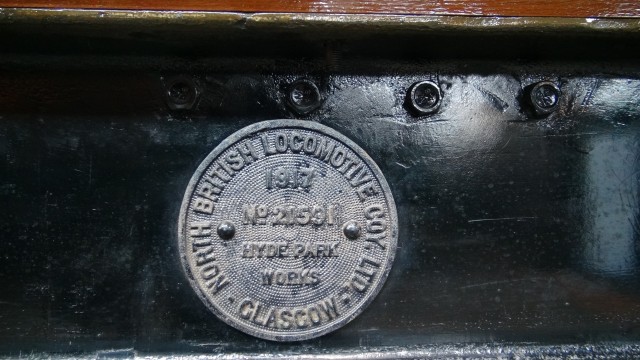 NORTH BRITISH LOCOMOTIVE COY. LTD.
1917
No 21591
HYDE PARK
WORKS
GLASGOW